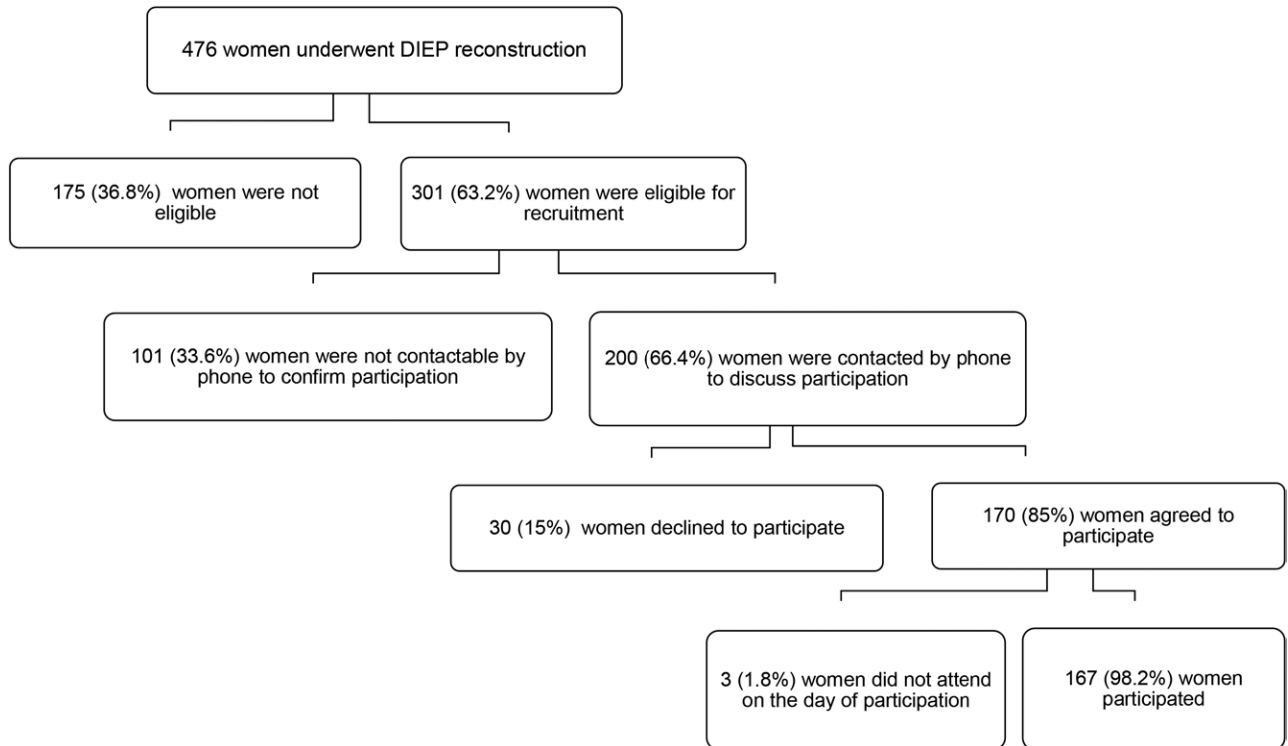 476 women underwent DIEP reconstruction
175 (36.8%)  women were not
eligible
301 (63.2%) women were eligible for
recruitment
101 (33.6%) women were not contactable by
phone to confirm participation
200 (66.4%) women were contacted by phone
to discuss participation
30 (15%)  women declined to participate
170 (85%) women agreed to
participate
3 (1.8%) women did not attend
on the day of participation
167 (98.2%) women
participated